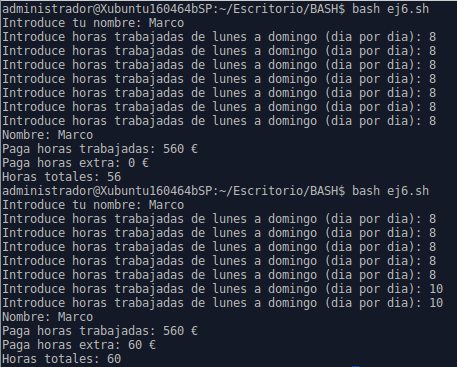 administrador@Xubuntu160464bSP:~/Escritorio/BASH$ bash ej6.sh
Introduce tu nombre: Marco
Introduce horas trabajadas de lunes a domingo (dia por dia): 8
Introduce horas trabajadas de lunes a domingo (dia por dia): 8
Introduce horas trabajadas de lunes a domingo (dia por dia): 8
Introduce horas trabajadas de lunes a domingo (dia por dia): 8
Introduce horas trabajadas de lunes a domingo (dia por dia): 8
Introduce horas trabajadas de lunes a domingo (dia por dia): 8
Introduce horas trabajadas de lunes a domingo (dia por dia): 8
Nombre: Marco
Paga horas trabajadas: 560 €
Paga horas extra: 0 €
Horas totales: 56
administrador@Xubuntu160464bSP:~/Escritorio/BASH$ bash ej6.sh
Introduce tu nombre: Marco
Introduce horas trabajadas de lunes a domingo (dia por dia): 8
Introduce horas trabajadas de lunes a domingo (dia por dia): 8
Introduce horas trabajadas de lunes a domingo (dia por dia): 8
Introduce horas trabajadas de lunes a domingo (dia por dia): 8
Introduce horas trabajadas de lunes a domingo (dia por dia): 8
Introduce horas trabajadas de lunes a domingo (dia por dia): 10
Introduce horas trabajadas de lunes a domingo (dia por dia): 10
Nombre: Marco
Paga horas trabajadas: 560 €
Paga horas extra: 60 €
Horas totales: 60